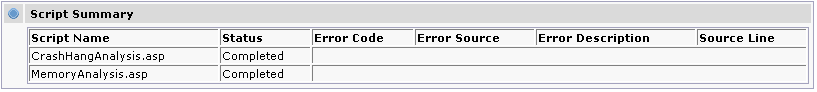 Script Summary
Script Name Status Error Code Error Source Error Description Source Line
CrashHangAnalysis.asp Completed
MemoryAnalysis.asp Completed